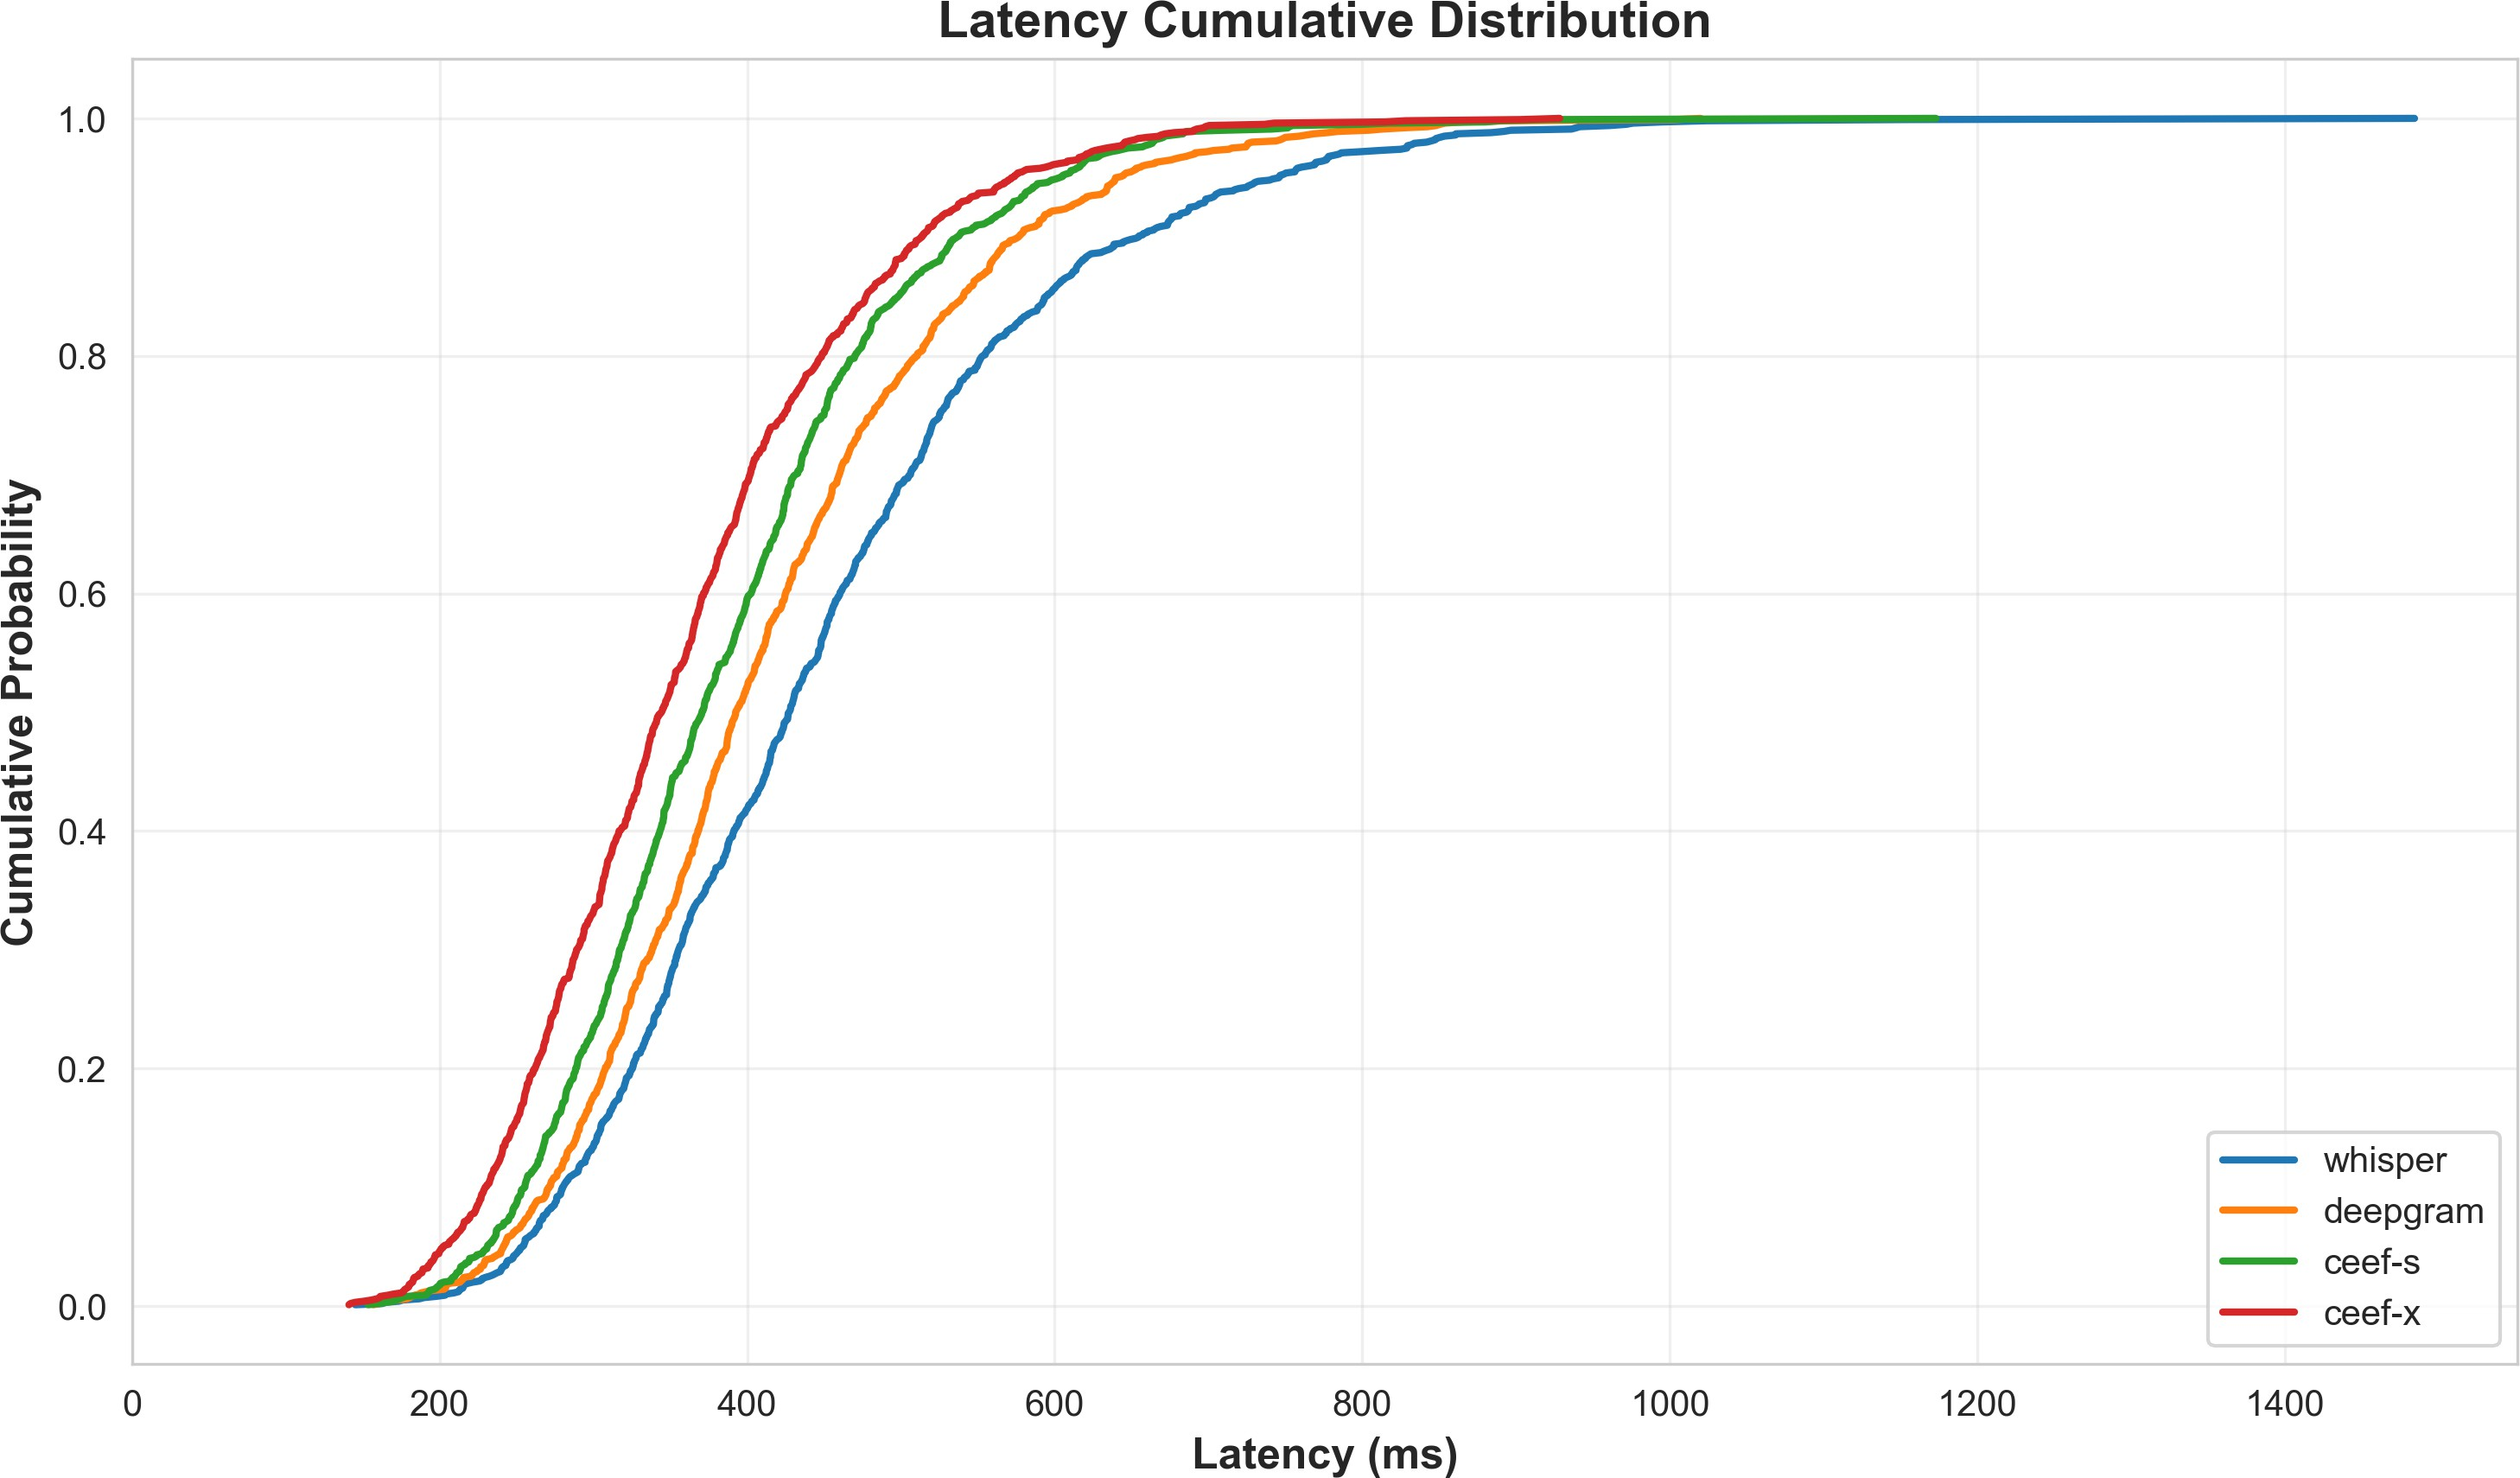 Latency Cumulative Distribution
Cumulative Probability
1.0
0.8
0.6
0.4
0.2
0.0
0 200 400 600 800 1000 1200 1400
Latency (ms)
whisper
deepgram
ceef-s
ceef-x